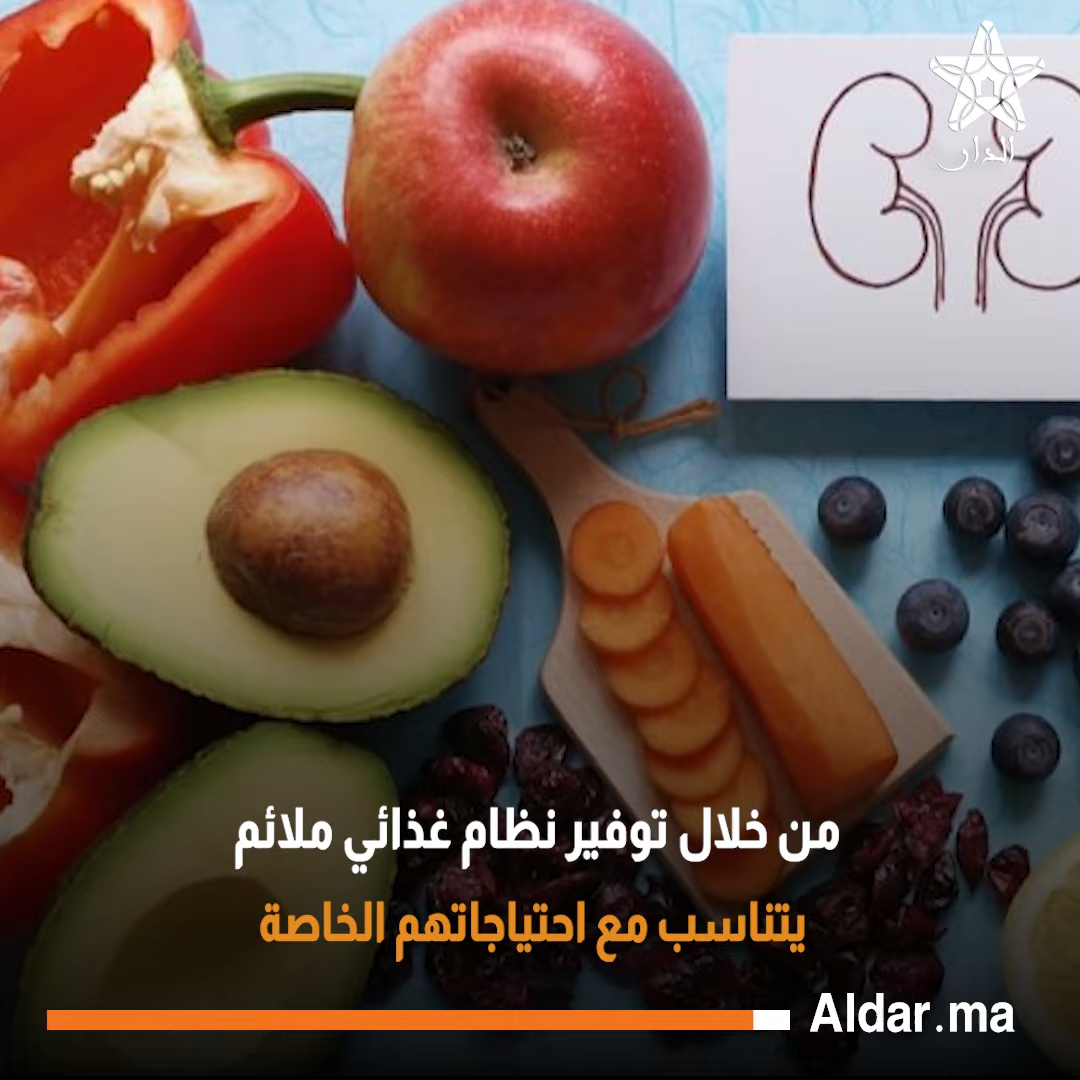 الدار
من خلال توفير نظام غذائي ملائم
يتناسب مع احتياجاتهم الخاصة
Aldar.ma